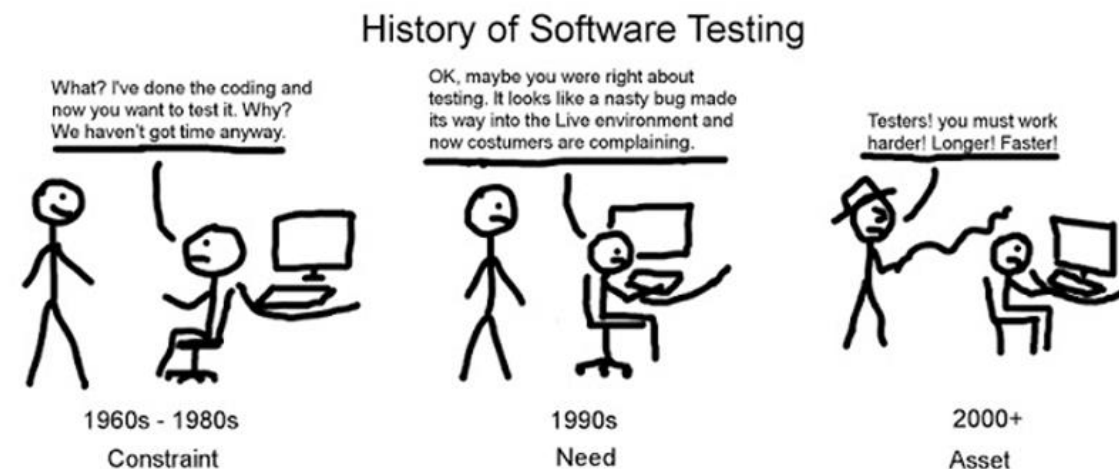 History of Software Testing
What? I've done the coding and
now you want to test it. Why?
We haven't got time anyway.
OK, maybe you were right about
testing. It looks like a nasty bug made
its way into the Live environment and
now costumers are complaining.
Testers! you must work
harder! Longer! Faster!
1960s - 1980s
Constraint
1990s
Need
2000+
Asset